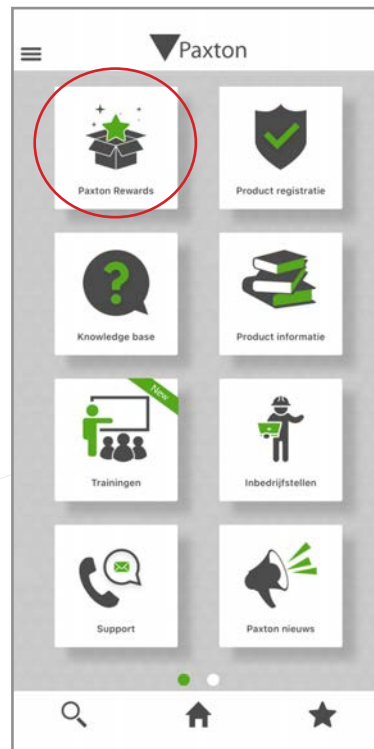 Paxton
Paxton Rewards
Product registratie
Knowledge base
Product informatie
New
Trainingen
Inbedrijfstellen
Support
Paxton nieuws